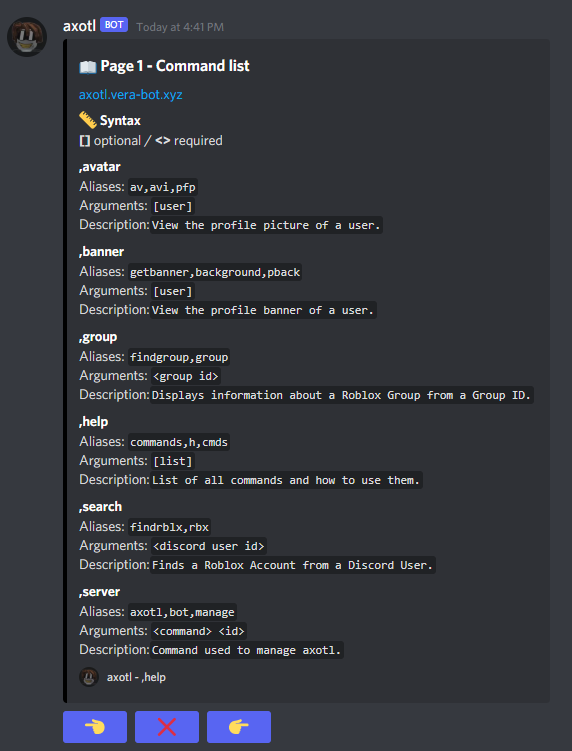 axotl BOT Today at 4:41 PM
📖 Page 1 - Command list
axotl.vera-bot.xyz
📏 Syntax
[] optional / <> required
,avatar
Aliases: av,avi,pfp
Arguments: [user]
Description: View the profile picture of a user.
,banner
Aliases: getbanner,background,pback
Arguments: [user]
Description: View the profile banner of a user.
,group
Aliases: findgroup,group
Arguments: <group id>
Description: Displays information about a Roblox Group from a Group ID.
,help
Aliases: commands,h,cmds
Arguments: [list]
Description: List of all commands and how to use them.
,search
Aliases: findrblx,rbx
Arguments: <discord user id>
Description: Finds a Roblox Account from a Discord User.
,server
Aliases: axotl,bot,manage
Arguments: <command> <id>
Description: Command used to manage axotl.
axotl - ,help